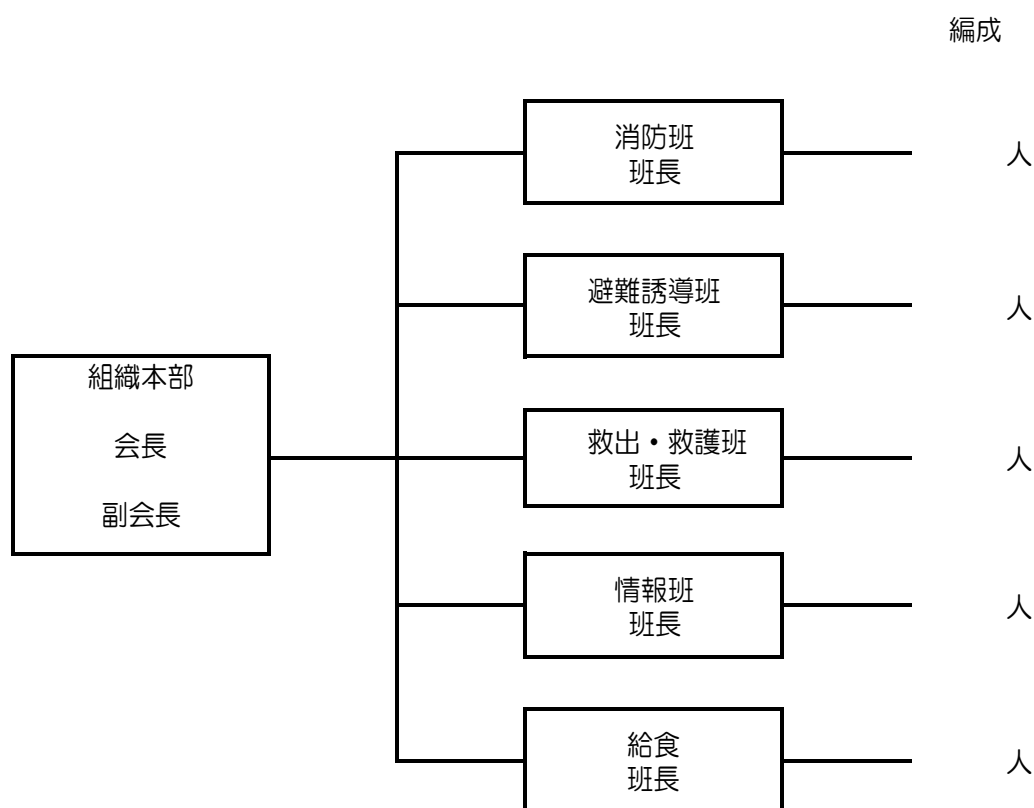 編成
消防班
班長
人
避難誘導班
班長
人
組織本部
会長
副会長
救出・救護班
班長
人
情報班
班長
人
給食
班長
人